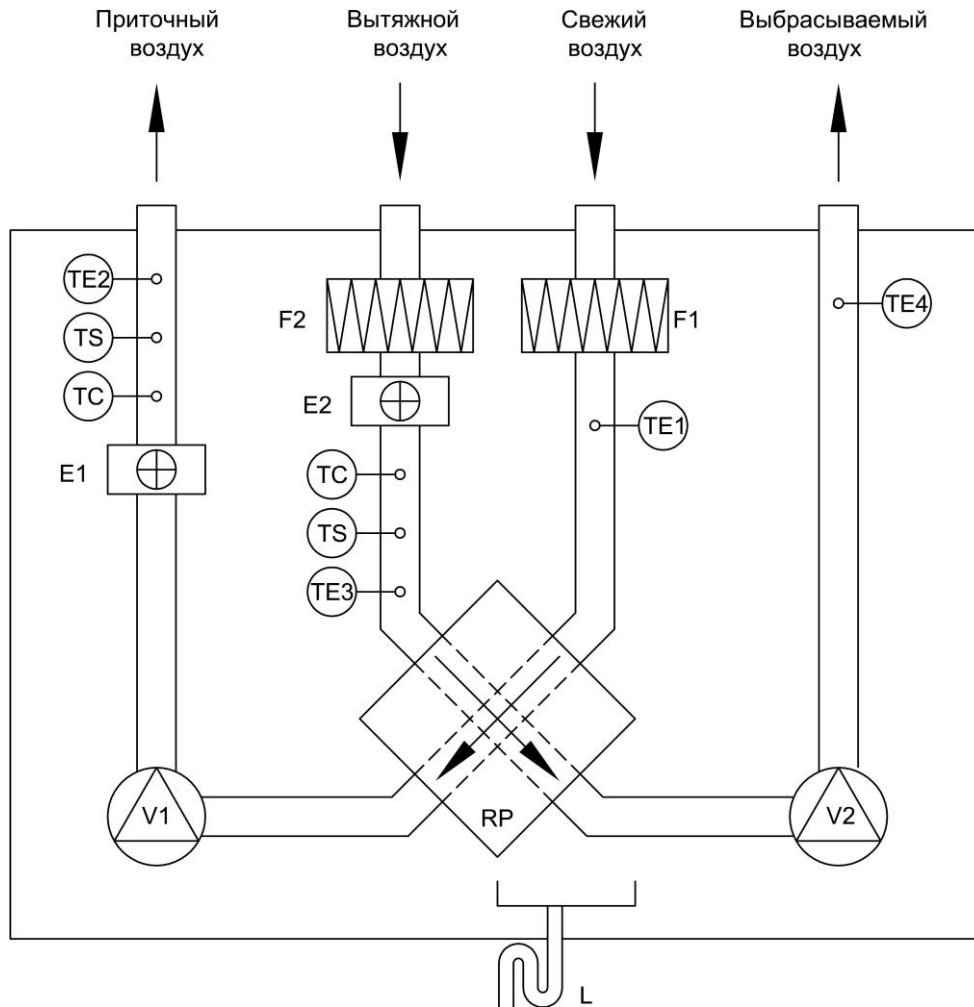 Приточный
воздух
Вытяжной
воздух
Свежий
воздух
Выбрасываемый
воздух
TE2
TS
TC
E1
F2
E2
TC
TS
TE3
F1
TE1
TE4
V1
RP
V2
L